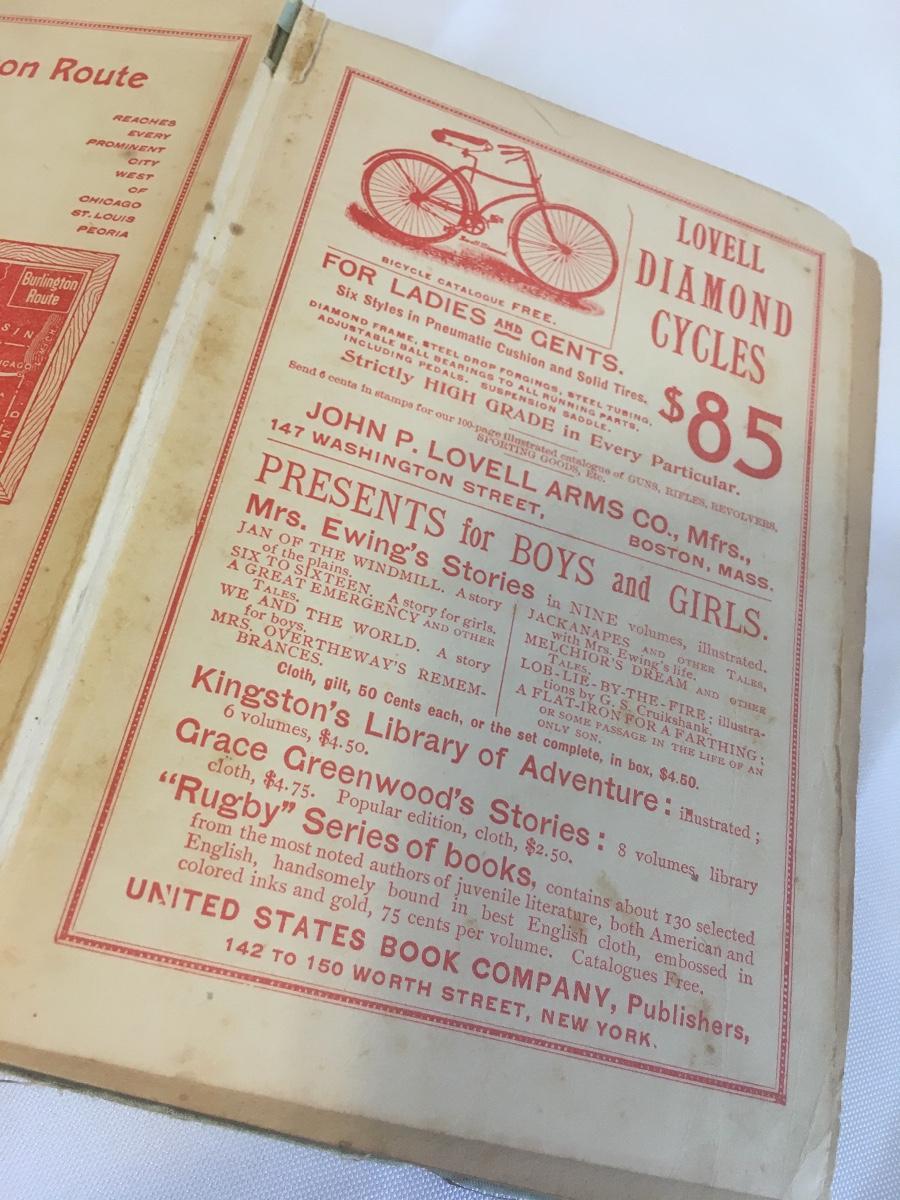 on Route
REACHES
EVERY
PROMINENT
CITY
WEST
OF
CHICAGO
ST. LOUIS
PEORIA
Burlington
Route
SIN
BICYCLE CATALOGUE FREE.
FOR LADIES AND GENTS.
Six Styles in Pneumatic Cushion and Solid Tires.
DIAMOND FRAME, STEEL DROP FORGINGS, STEEL TUBING,
ADJUSTABLE BALL BEARINGS TO ALL RUNNING PARTS,
INCLUDING PEDALS. SUSPENSION SADDLE.
Strictly HIGH GRADE in Every Particular.
LOVELL
DIAMOND
CYCLES
$85
Send 6 cents in stamps for our 100-page illustrated catalogue of GUNS, RIFLES, REVOLVERS,
SPORTING GOODS, Etc.
JOHN P. LOVELL ARMS CO., Mfrs.,
147 WASHINGTON STREET, BOSTON, MASS.
PRESENTS for BOYS and GIRLS.
Mrs. Ewing's Stories in NINE volumes, illustrated.
JAN OF THE WINDMILL. A story
of the plains.
SIX TO SIXTEEN. A story for girls.
A GREAT EMERGENCY AND OTHER
TALES.
WE AND THE WORLD. A story
for boys.
MRS. OVERTHEWAY'S REMEM-
BRANCES.
JACKANAPES AND OTHER TALES,
with Mrs. Ewing's life.
MELCHIOR'S DREAM AND OTHER
TALES.
LOB-LIE-BY-THE-FIRE; illustra-
tions by G. S. Cruikshank.
A FLAT-IRON FOR A FARTHING;
OR SOME PASSAGE IN THE LIFE OF AN
ONLY SON.
Cloth, gilt, 50 Cents each, or the set complete, in box, $4.50.
Kingston's Library of Adventure: illustrated;
6 volumes, $4.50.
Grace Greenwood's Stories: 8 volumes, library
cloth, $4.75. Popular edition, cloth, $2.50.
"Rugby" Series of books, contains about 130 selected
from the most noted authors of juvenile literature, both American and
English, handsomely bound in best English cloth, embossed in
colored inks and gold, 75 cents per volume. Catalogues Free.
UNITED STATES BOOK COMPANY, Publishers,
142 TO 150 WORTH STREET, NEW YORK.